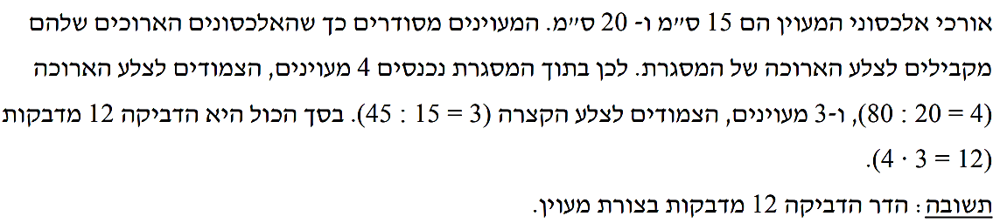 אורכי אלכסוני המעוין הם 15 ס״מ ו- 20 ס״מ. המעוינים מסודרים כך שהאלכסונים הארוכים שלהם
מקבילים לצלע הארוכה של המסגרת. לכן בתוך המסגרת נכנסים 4 מעוינים, הצמודים לצלע הארוכה
(80 : 20 = 4), ו-3 מעוינים, הצמודים לצלע הקצרה (45 : 15 = 3). בסך הכול היא הדביקה 12 מדבקות
(4 · 3 = 12).
תשובה: הדר הדביקה 12 מדבקות בצורת מעוין.